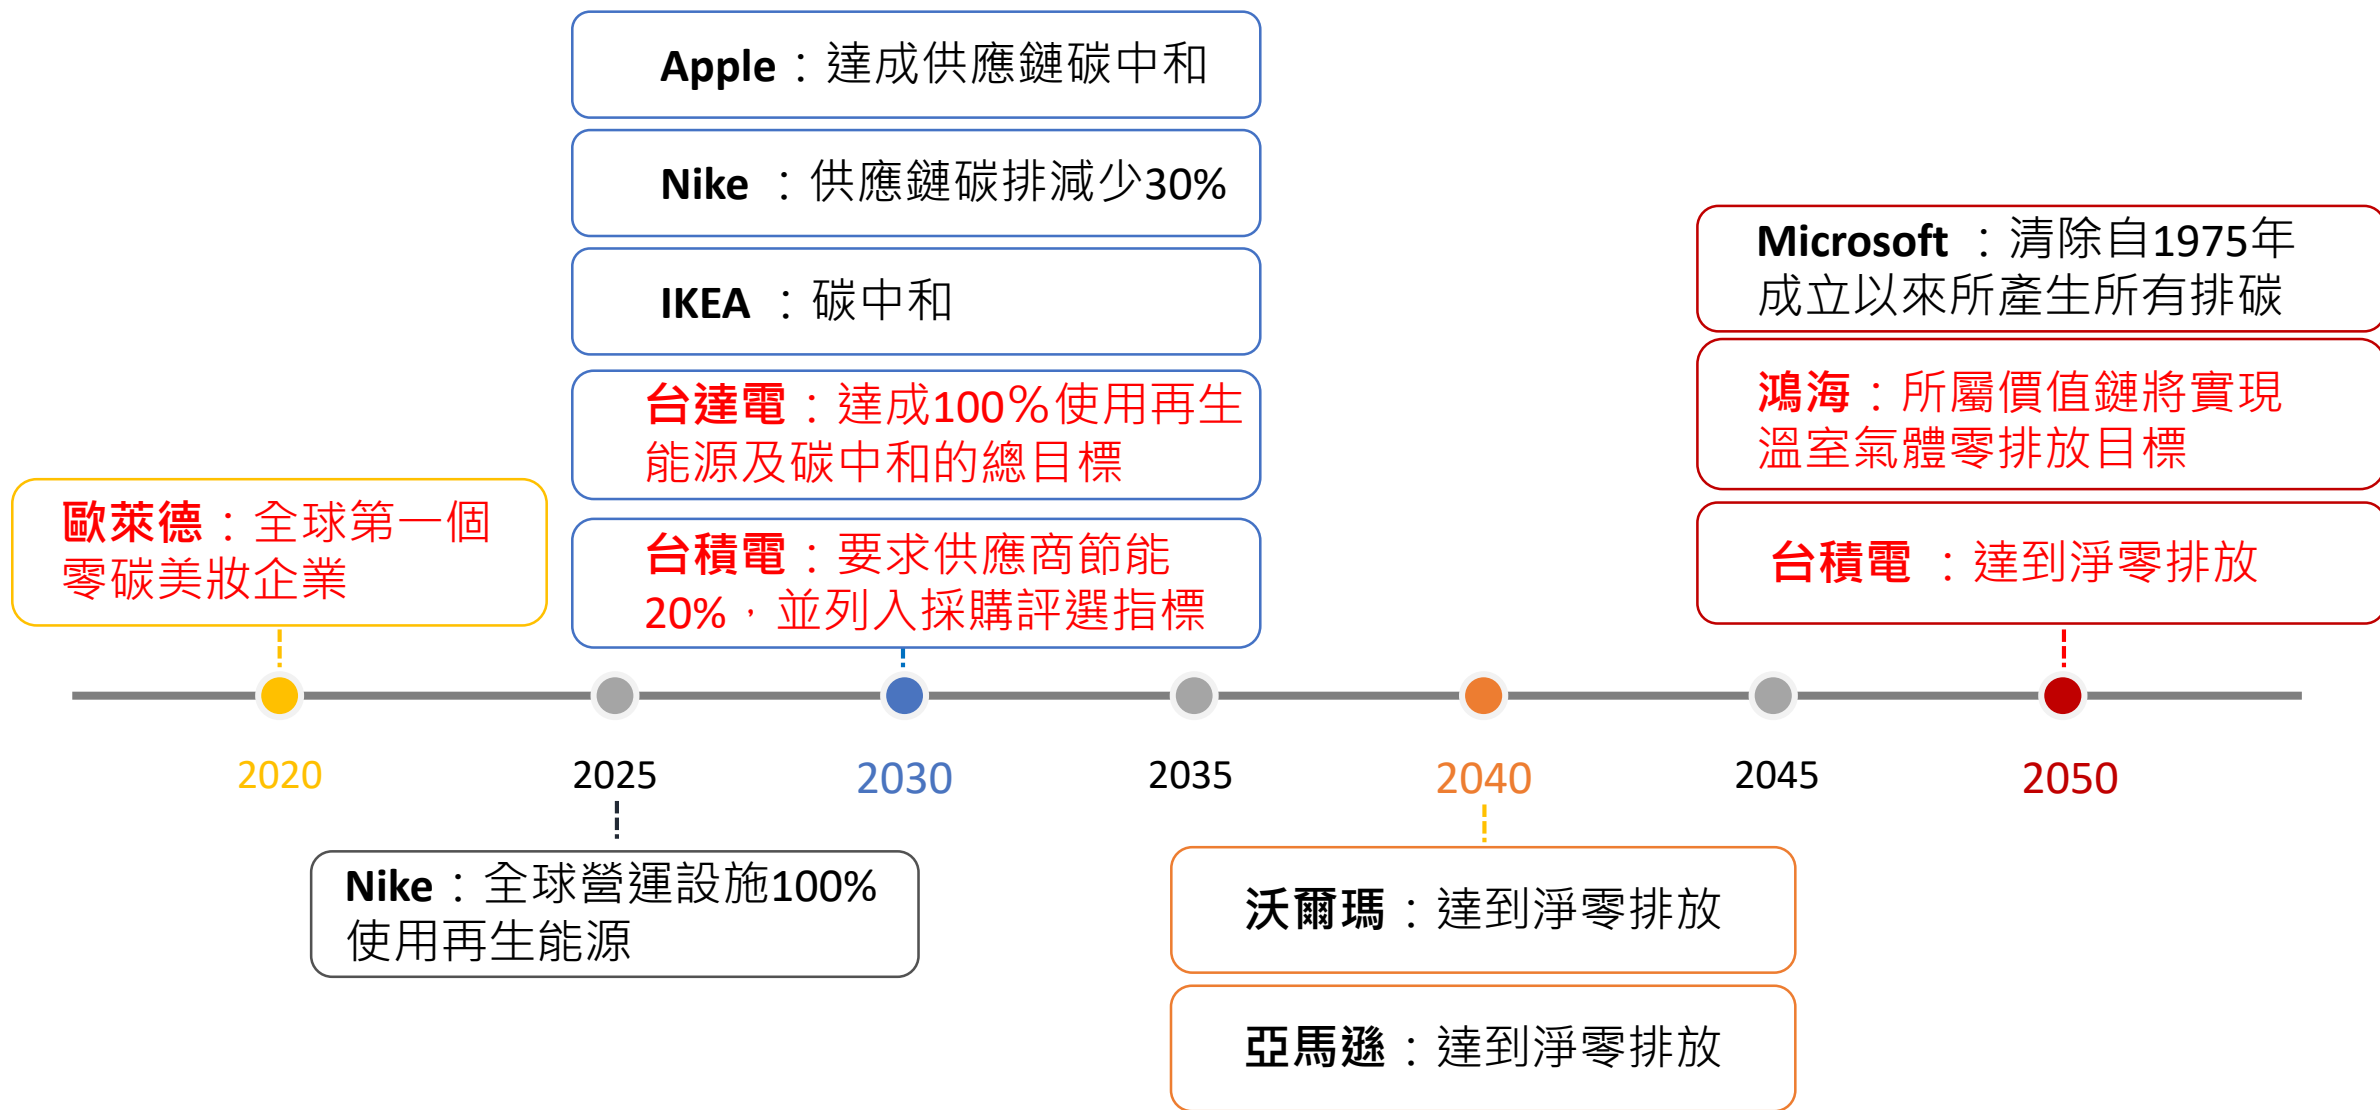 Apple：達成供應鏈碳中和
Nike ：供應鏈碳排減少30%
IKEA ：碳中和
台達電：達成100％使用再生
能源及碳中和的總目標
台積電：要求供應商節能
20%，並列入採購評選指標
Microsoft ：清除自1975年
成立以來所產生所有排碳
鴻海：所屬價值鏈將實現
溫室氣體零排放目標
台積電 ：達到淨零排放
歐萊德：全球第一個
零碳美妝企業
2020
2025
2030
2035
2040
2045
2050
Nike：全球營運設施100%
使用再生能源
沃爾瑪：達到淨零排放
亞馬遜：達到淨零排放